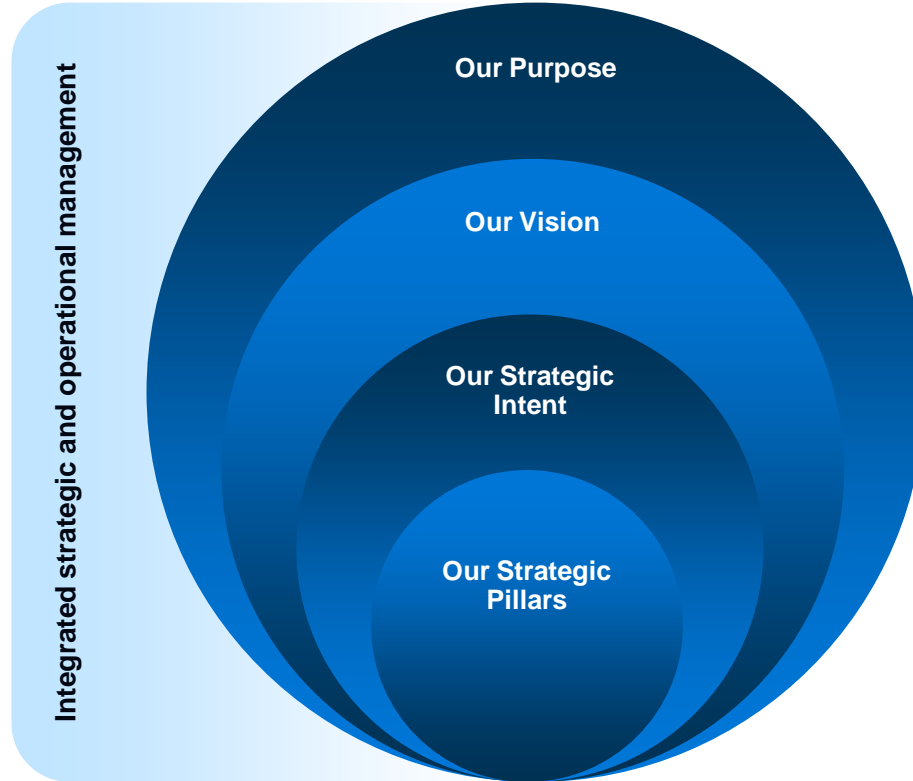 Integrated strategic and operational management
Our Purpose
Our Vision
Our Strategic
Intent
Our Strategic
Pillars